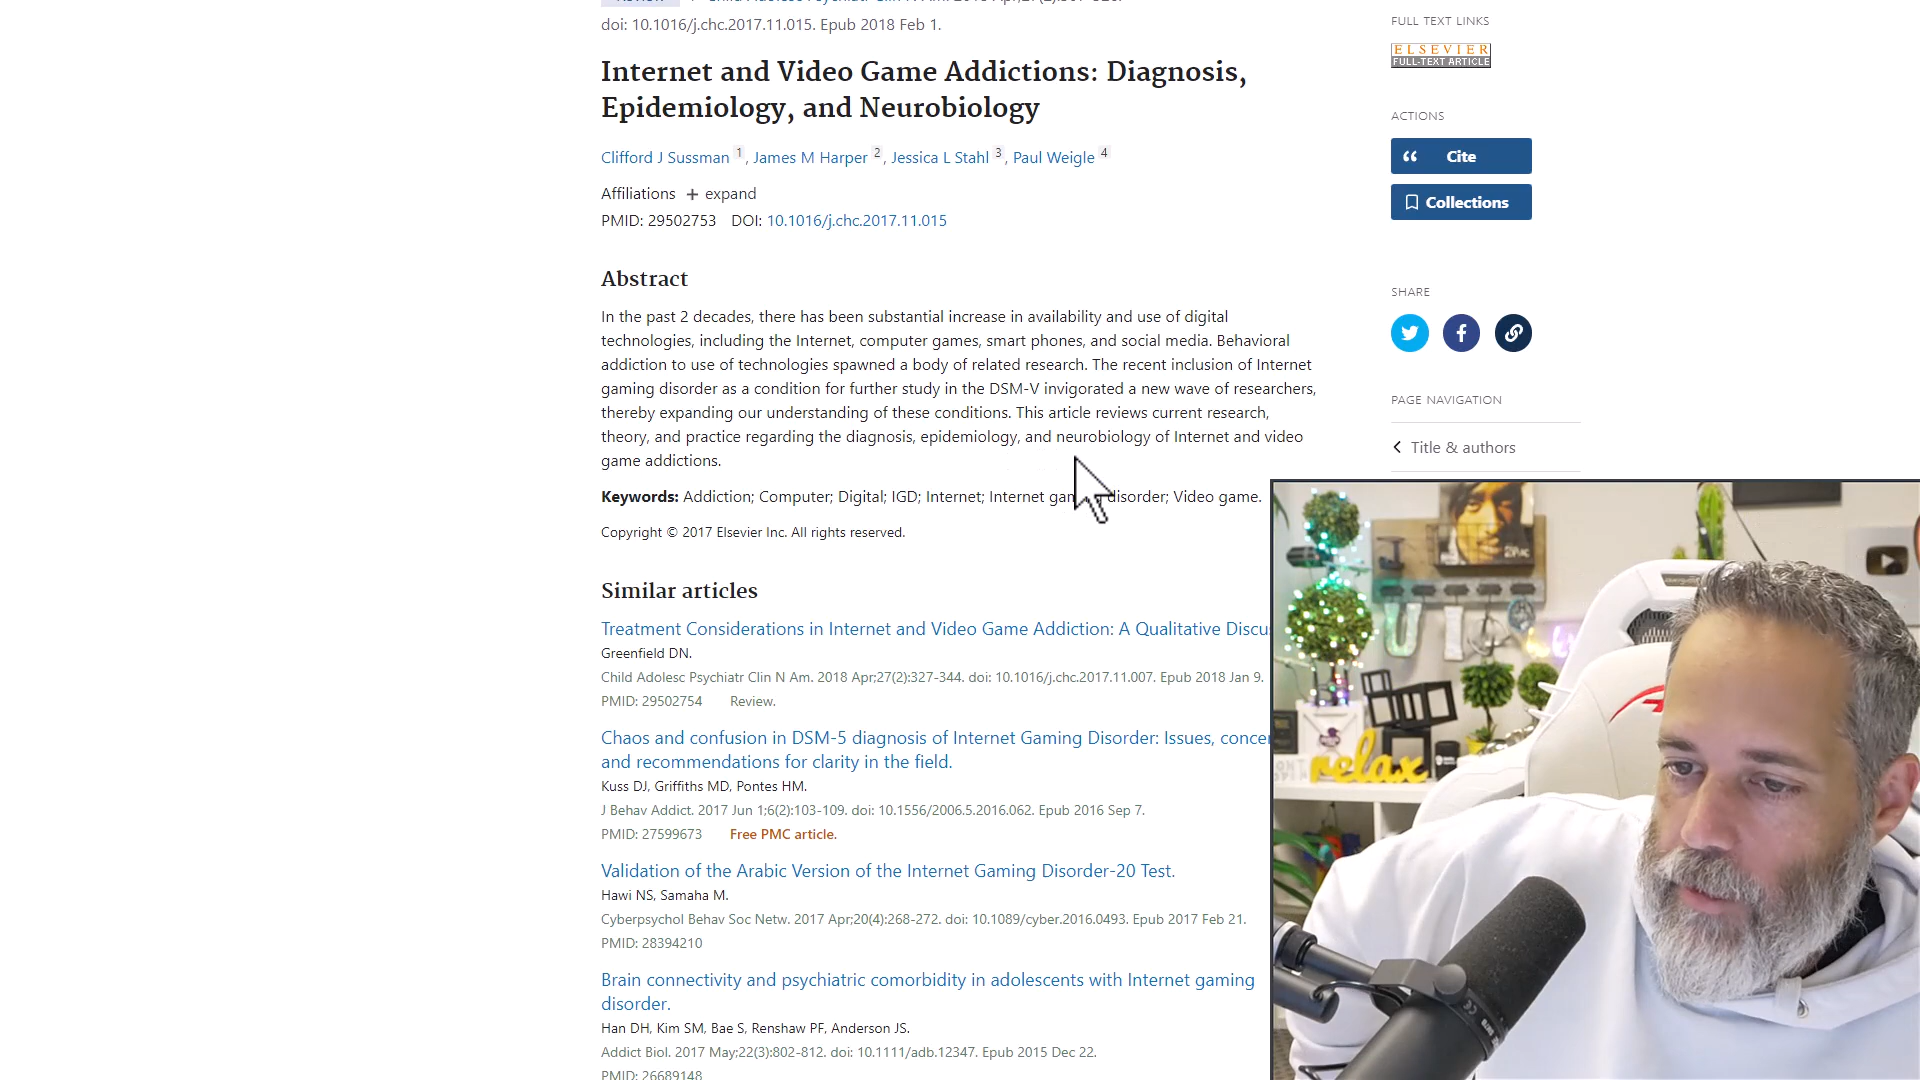 doi: 10.1016/j.chc.2017.11.015. Epub 2018 Feb 1.
Internet and Video Game Addictions: Diagnosis,
Epidemiology, and Neurobiology
Clifford J Sussman 1, James M Harper 2, Jessica L Stahl 3, Paul Weigle 4
Affiliations + expand
PMID: 29502753 DOI: 10.1016/j.chc.2017.11.015
Abstract
In the past 2 decades, there has been substantial increase in availability and use of digital
technologies, including the Internet, computer games, smart phones, and social media. Behavioral
addiction to use of technologies spawned a body of related research. The recent inclusion of Internet
gaming disorder as a condition for further study in the DSM-V invigorated a new wave of researchers,
thereby expanding our understanding of these conditions. This article reviews current research,
theory, and practice regarding the diagnosis, epidemiology, and neurobiology of Internet and video
game addictions.
Keywords: Addiction; Computer; Digital; IGD; Internet; Internet gam disorder; Video game.
Copyright © 2017 Elsevier Inc. All rights reserved.
Similar articles
Treatment Considerations in Internet and Video Game Addiction: A Qualitative Discu
Greenfield DN.
Child Adolesc Psychiatr Clin N Am. 2018 Apr;27(2):327-344. doi: 10.1016/j.chc.2017.11.007. Epub 2018 Jan 9.
PMID: 29502754 Review.
Chaos and confusion in DSM-5 diagnosis of Internet Gaming Disorder: Issues, concer
and recommendations for clarity in the field.
Kuss DJ, Griffiths MD, Pontes HM.
J Behav Addict. 2017 Jun 1;6(2):103-109. doi: 10.1556/2006.5.2016.062. Epub 2016 Sep 7.
PMID: 27599673 Free PMC article.
Validation of the Arabic Version of the Internet Gaming Disorder-20 Test.
Hawi NS, Samaha M.
Cyberpsychol Behav Soc Netw. 2017 Apr;20(4):268-272. doi: 10.1089/cyber.2016.0493. Epub 2017 Feb 21.
PMID: 28394210
Brain connectivity and psychiatric comorbidity in adolescents with Internet gaming
disorder.
Han DH, Kim SM, Bae S, Renshaw PF, Anderson JS.
Addict Biol. 2017 May;22(3):802-812. doi: 10.1111/adb.12347. Epub 2015 Dec 22.
PMID: 26689148
FULL TEXT LINKS
ELSEVIER
FULL-TEXT ARTICLE
ACTIONS
Cite
Collections
SHARE
PAGE NAVIGATION
Title & authors
relax